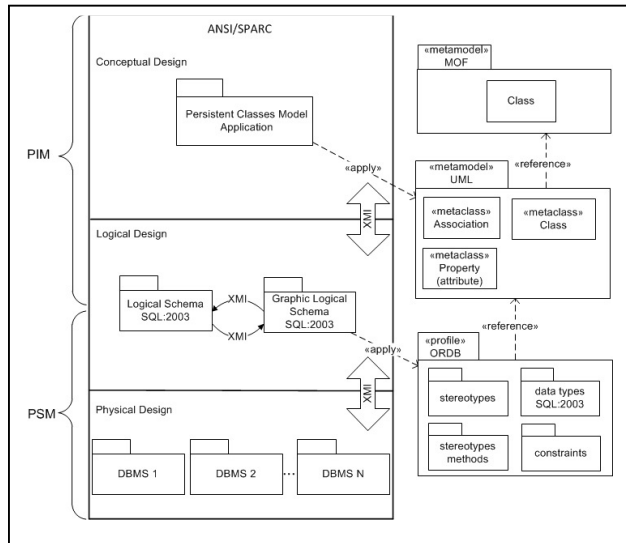 ANSI/SPARC
Conceptual Design
Persistent Classes Model
Application
PIM
«apply»
XMI
Logical Design
Logical Schema
SQL:2003
XMI
XMI
Graphic Logical
Schema
SQL:2003
«apply»
XMI
PSM
Physical Design
DBMS 1
DBMS 2
...
DBMS N
«metamodel»
MOF
Class
«reference»
«metamodel»
UML
«metaclass»
Association
«metaclass»
Class
«metaclass»
Property
(attribute)
«reference»
«profile»
ORDB
stereotypes
data types
SQL:2003
stereotypes
methods
constraints